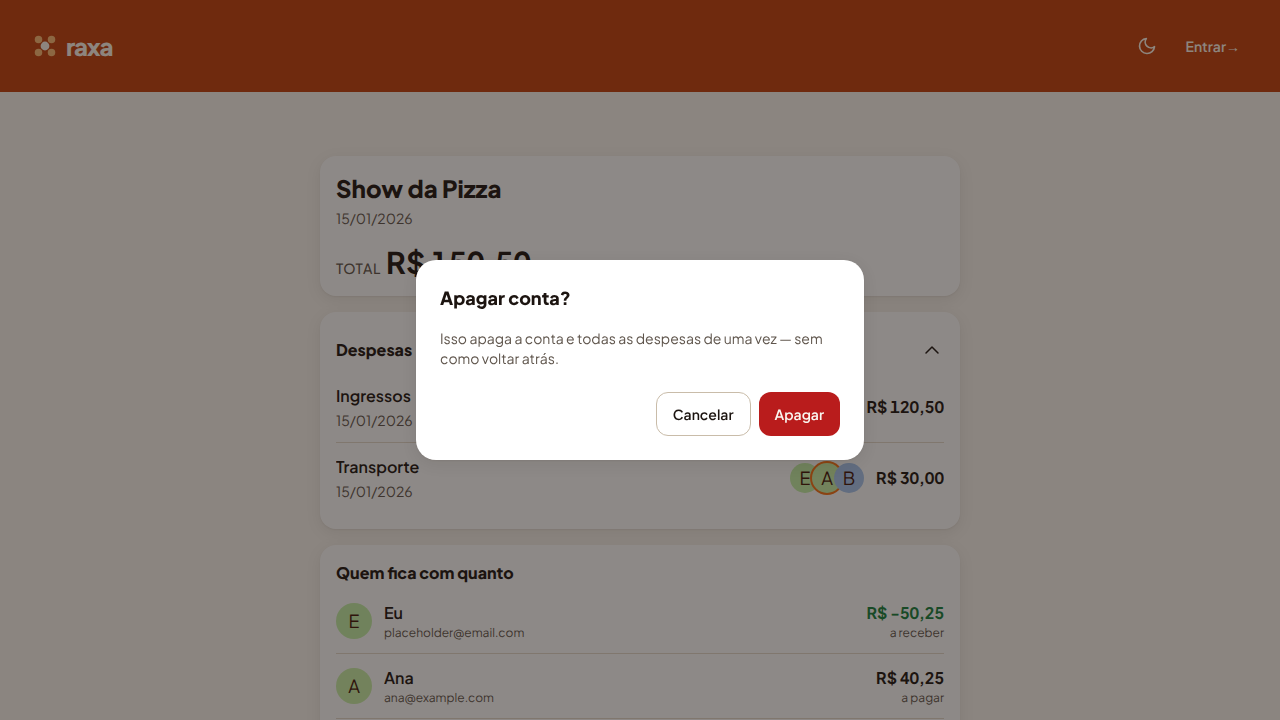 raxa
Entrar→
Show da Pizza
15/01/2026
TOTAL R$ 150,50
Apagar conta?
Isso apaga a conta e todas as despesas de uma vez — sem
como voltar atrás.
Cancelar
Apagar
Despesas
Ingressos
15/01/2026
R$ 120,50
Transporte
15/01/2026
E A B
R$ 30,00
Quem fica com quanto
E
Eu
placeholder@email.com
R$ -50,25
a receber
A
Ana
ana@example.com
R$ 40,25
a pagar